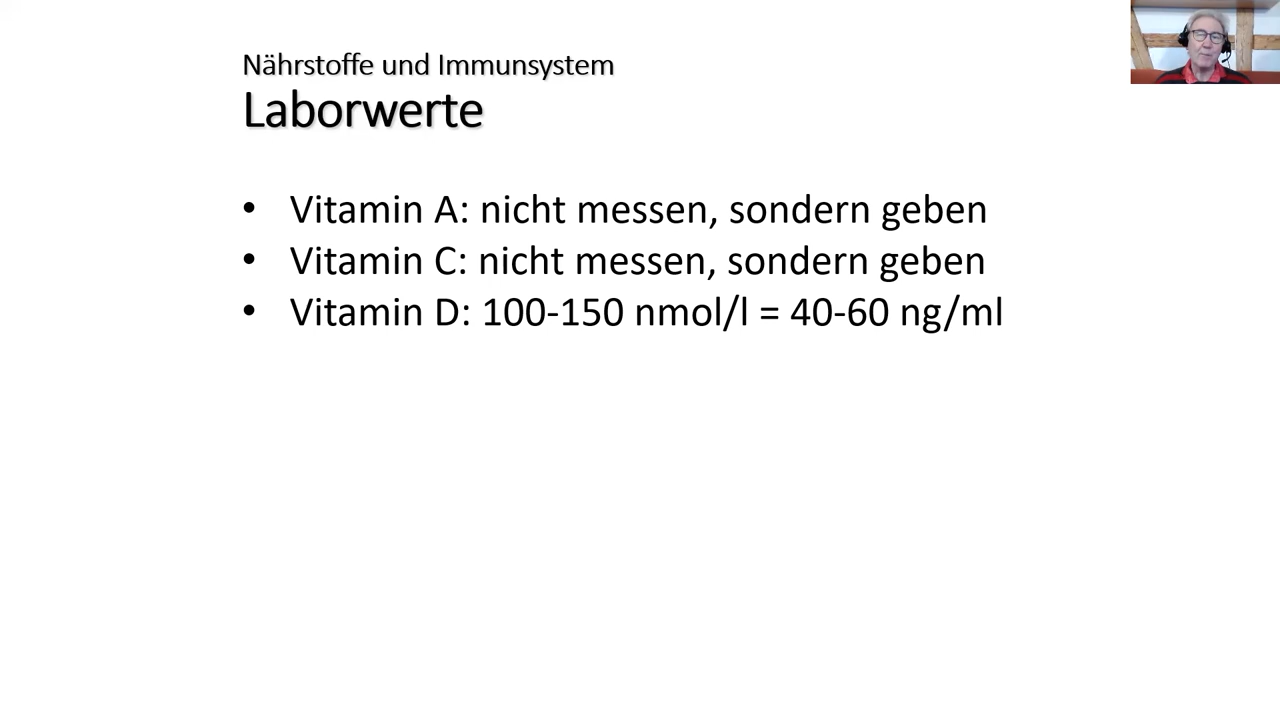 Nährstoffe und Immunsystem
Laborwerte
• Vitamin A: nicht messen, sondern geben
• Vitamin C: nicht messen, sondern geben
• Vitamin D: 100-150 nmol/l = 40-60 ng/ml